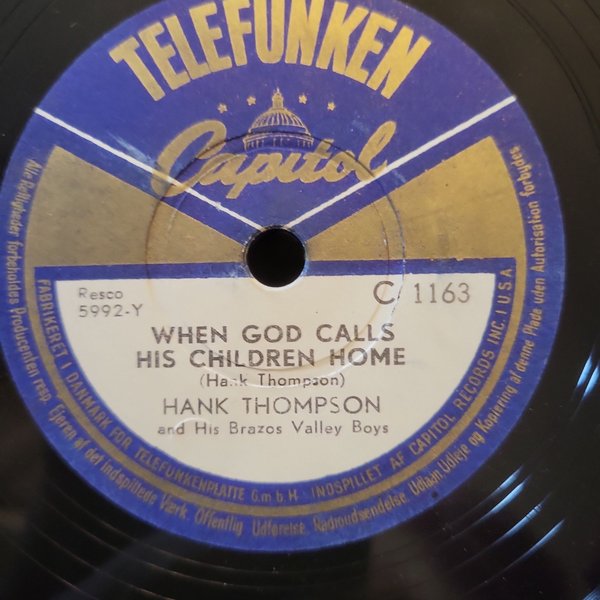 TELEFUNKEN
Capitol
Resco
5992-Y
C 1163
WHEN GOD CALLS
HIS CHILDREN HOME
(Hank Thompson)
HANK THOMPSON
and His Brazos Valley Boys
FABRIKERET I DANMARK FOR TELEFUNKENPLATTE G.m.b.H. INDSPILLET AF CAPITOL RECORDS INC. I U.S.A.
Alle Rettigheder forbeholdes Producenten resp. Ejeren af det Indspillede Værk. Offentlig Udførelse, Radioudsendelse, Udlaan, Udleje og Kopiering af denne Plade uden Autorisation forbydes